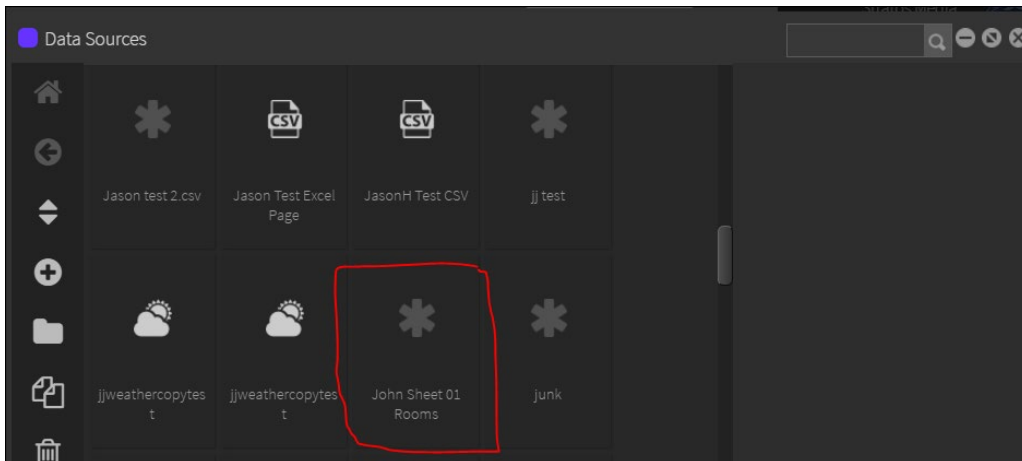 Data Sources
CSV
CSV
Jason test 2.csv
Jason Test Excel
Page
JasonH Test CSV
jj test
jjweathercopytes
t
jjweathercopytes
t
John Sheet 01
Rooms
junk